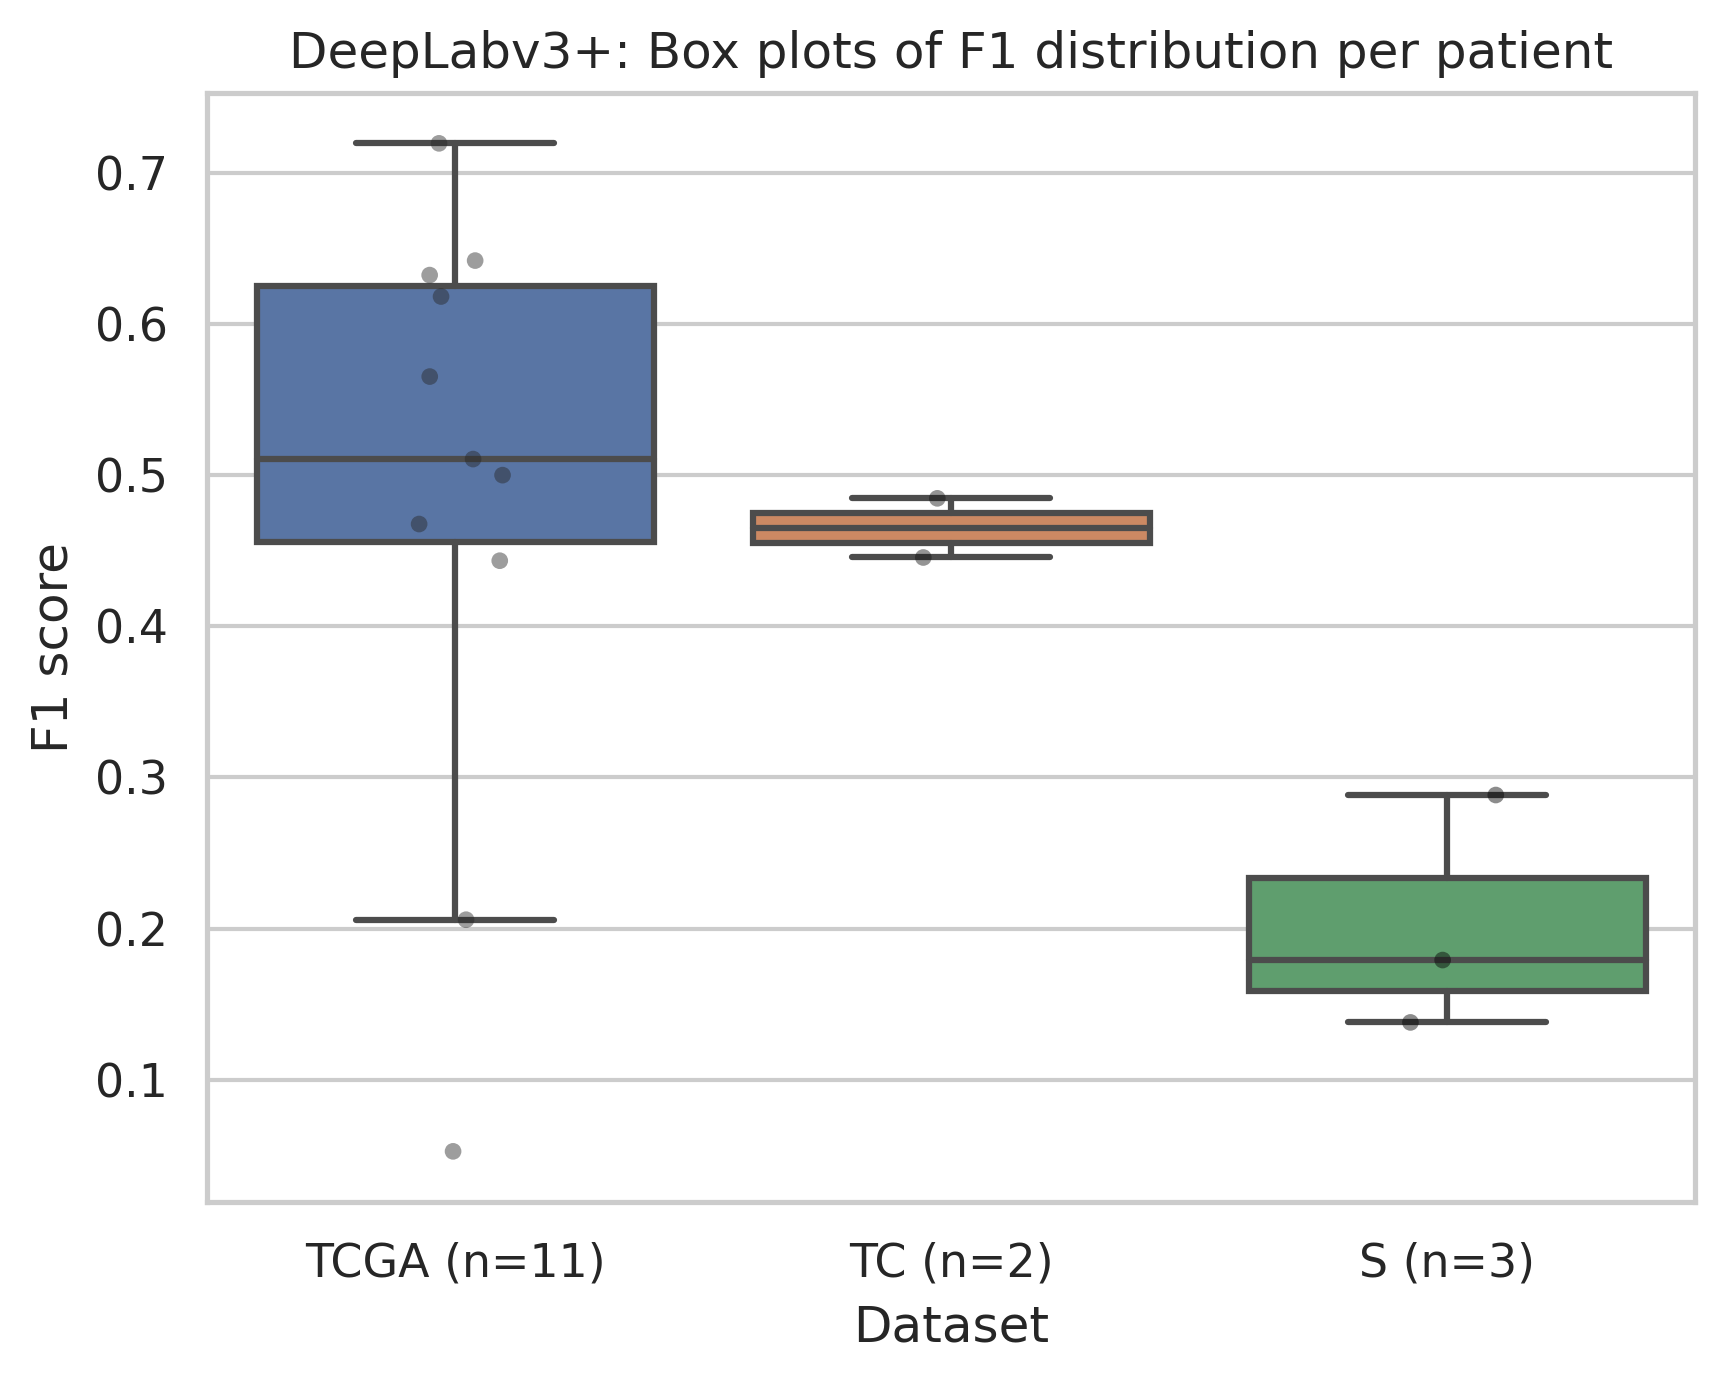 DeepLabv3+: Box plots of F1 distribution per patient
F1 score
0.7
0.6
0.5
0.4
0.3
0.2
0.1
TCGA (n=11)
TC (n=2)
S (n=3)
Dataset